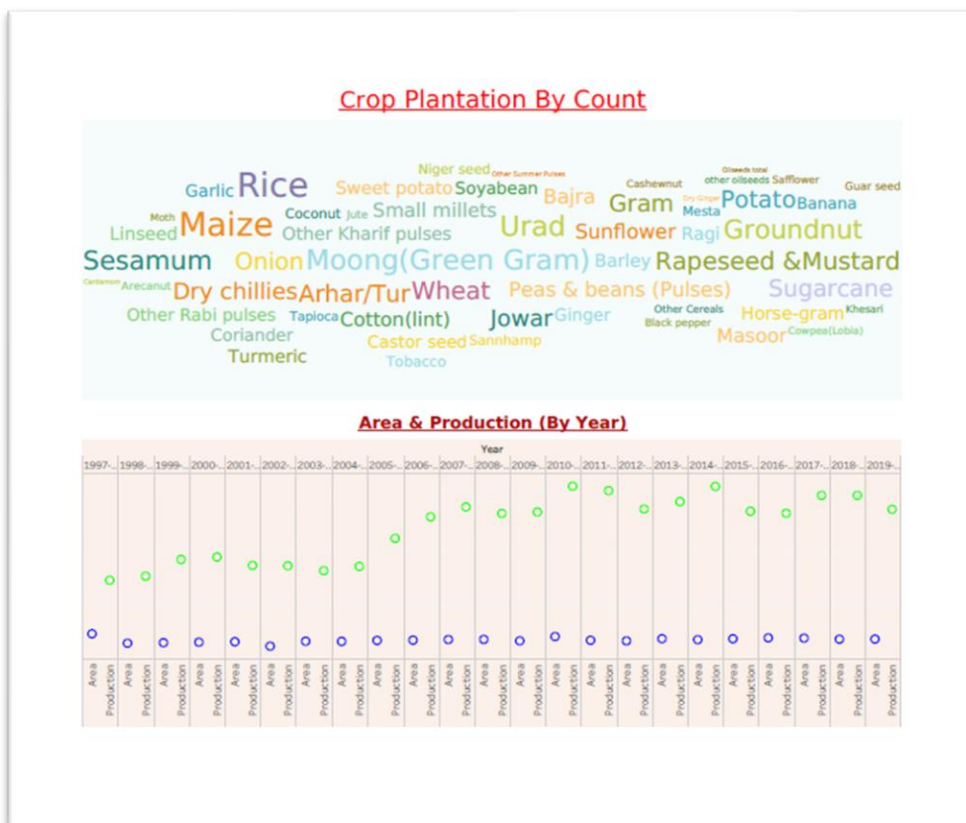 Crop Plantation By Count
Niger seed Other Summer Pulses Oilseeds total
Garlic Rice Sweet potato Soyabean Bajra Cashewnut other oilseeds Safflower Guar seed
Moth Maize Coconut Jute Small millets Urad Gram Dry Ginger Mesta Potato Banana
Linseed Other Kharif pulses Sunflower Ragi Groundnut
Sesamum Onion Moong(Green Gram) Barley Rapeseed &Mustard
Cardamom Arecanut Dry chillies Arhar/Tur Wheat Peas & beans (Pulses) Sugarcane
Other Rabi pulses Tapioca Cotton(lint) Jowar Ginger Other Cereals Black pepper Horse-gram Khesari
Coriander Castor seed Sannhamp Masoor Cowpea(Lobia)
Turmeric Tobacco
Area & Production (By Year)
Year
1997-.. 1998-.. 1999-.. 2000-.. 2001-.. 2002-.. 2003-.. 2004-.. 2005-.. 2006-.. 2007-.. 2008-.. 2009-.. 2010-.. 2011-.. 2012-.. 2013-.. 2014-.. 2015-.. 2016-.. 2017-.. 2018-.. 2019-..
Area Production Area Production Area Production Area Production Area Production Area Production Area Production Area Production Area Production Area Production Area Production Area Production Area Production Area Production Area Production Area Production Area Production Area Production Area Production Area Production Area Production Area Production Area Production